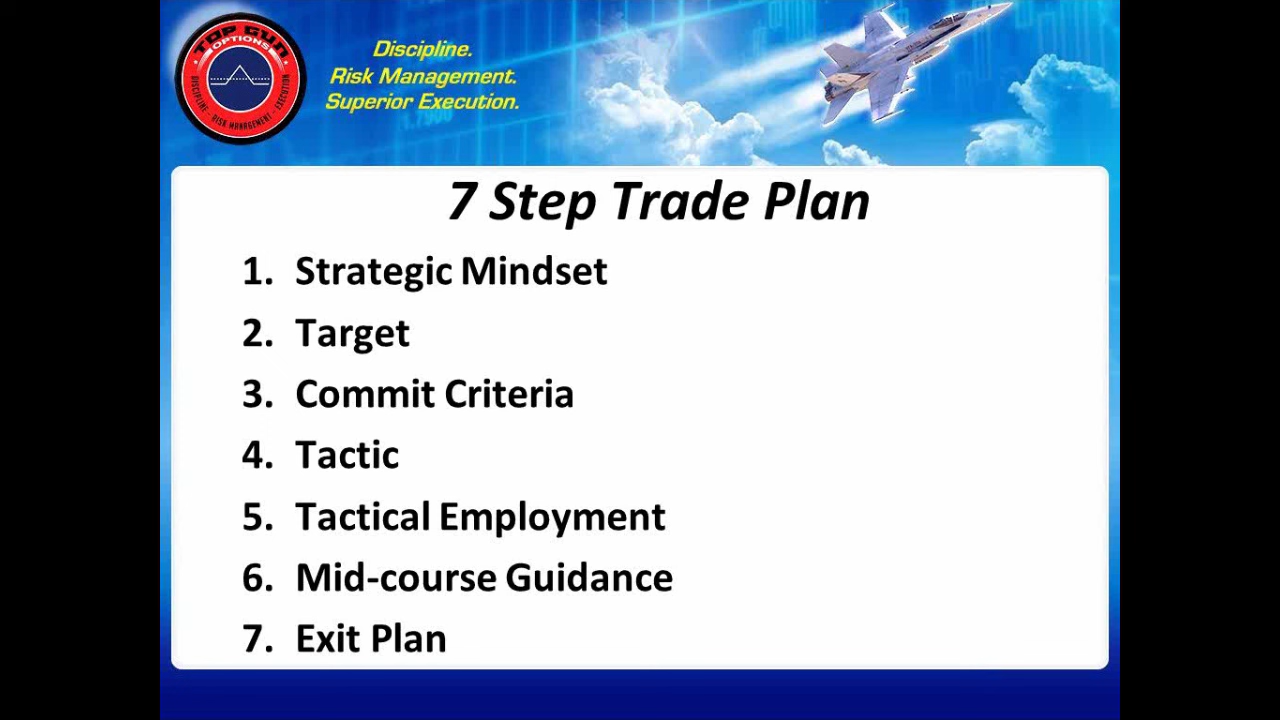 TOP GUN
OPTIONS
DISCIPLINE - RISK MANAGEMENT - EXECUTION
Discipline.
Risk Management.
Superior Execution.
7 Step Trade Plan
1. Strategic Mindset
2. Target
3. Commit Criteria
4. Tactic
5. Tactical Employment
6. Mid-course Guidance
7. Exit Plan